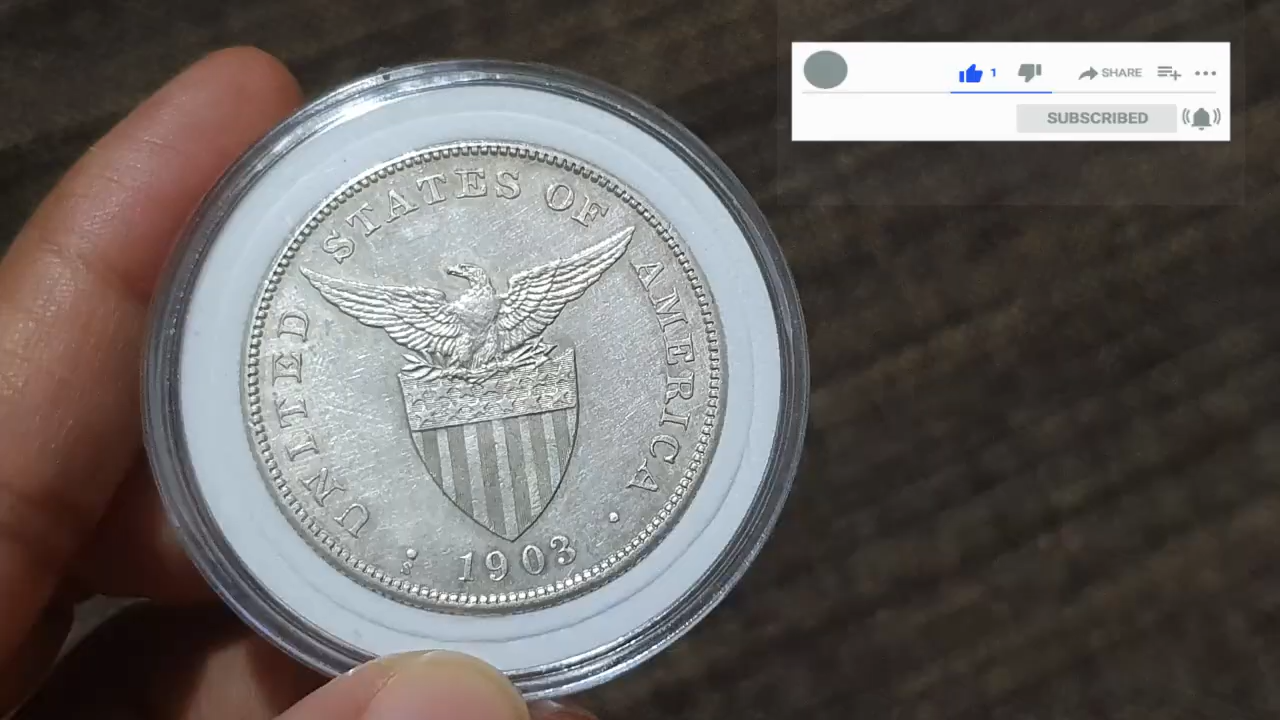 1
SHARE
SUBSCRIBED
UNITED STATES OF AMERICA
S
1903